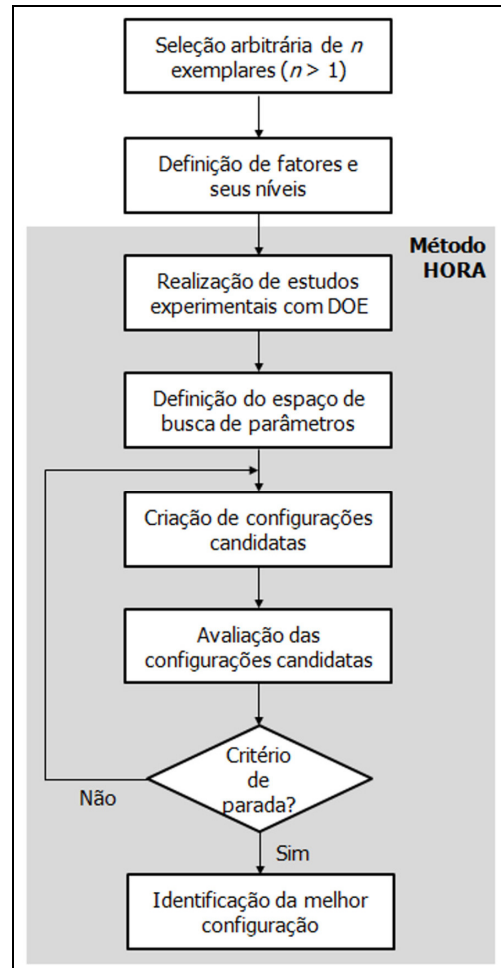 Seleção arbitrária de n
exemplares (n > 1)
Definição de fatores e
seus níveis
Método
HORA
Realização de estudos
experimentais com DOE
Definição do espaço de
busca de parâmetros
Criação de configurações
candidatas
Avaliação das
configurações candidatas
Critério
de
parada?
Não
Sim
Identificação da melhor
configuração